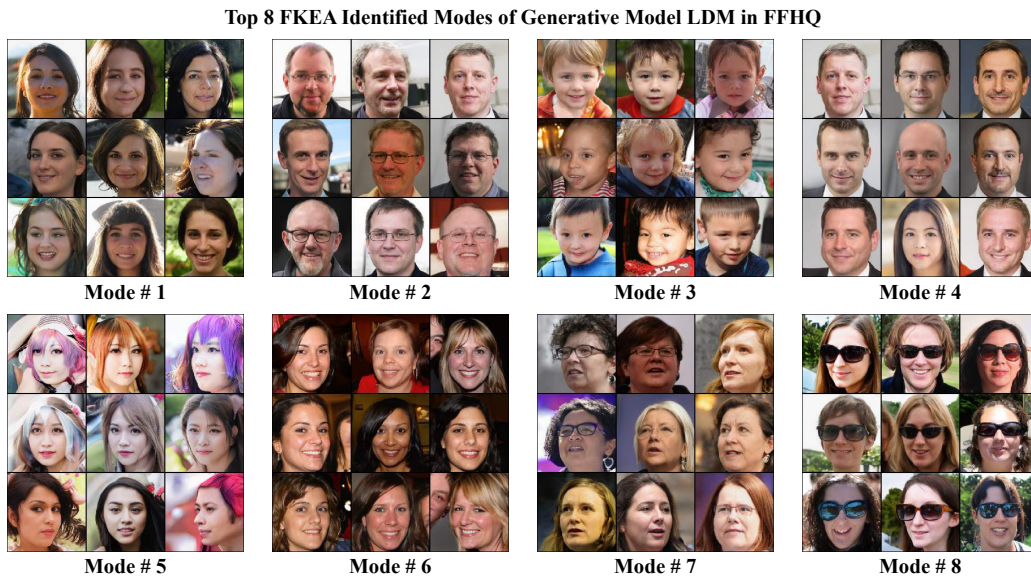 Top 8 FKEA Identified Modes of Generative Model LDM in FFHQ
Mode # 1
Mode # 2
Mode # 3
Mode # 4
Mode # 5
Mode # 6
Mode # 7
Mode # 8